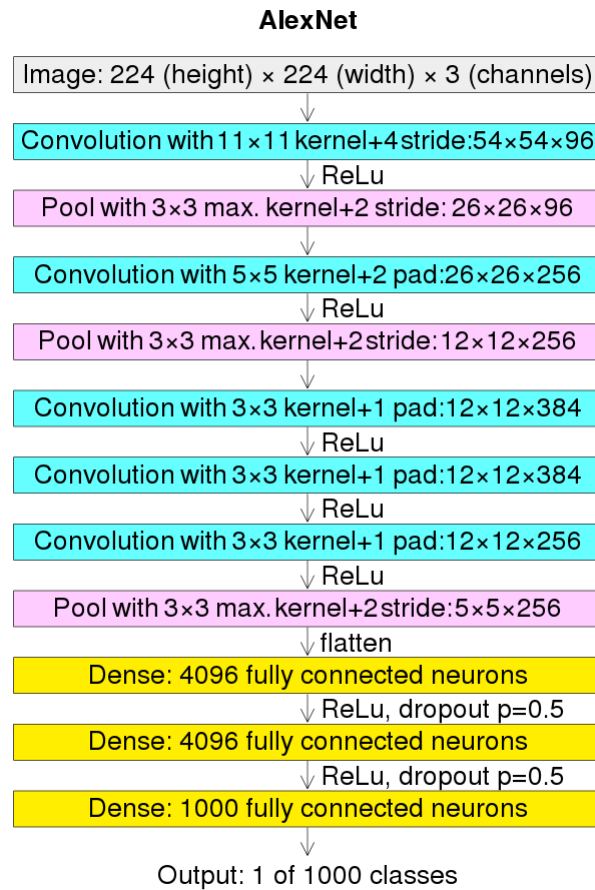 AlexNet
Image: 224 (height) × 224 (width) × 3 (channels)
Convolution with 11×11 kernel+4 stride:54×54×96
ReLu
Pool with 3×3 max. kernel+2 stride: 26×26×96
Convolution with 5×5 kernel+2 pad:26×26×256
ReLu
Pool with 3×3 max.kernel+2stride:12×12×256
Convolution with 3×3 kernel+1 pad:12×12×384
ReLu
Convolution with 3×3 kernel+1 pad:12×12×384
ReLu
Convolution with 3×3 kernel+1 pad:12×12×256
ReLu
Pool with 3×3 max.kernel+2stride:5×5×256
flatten
Dense: 4096 fully connected neurons
ReLu, dropout p=0.5
Dense: 4096 fully connected neurons
ReLu, dropout p=0.5
Dense: 1000 fully connected neurons
Output: 1 of 1000 classes